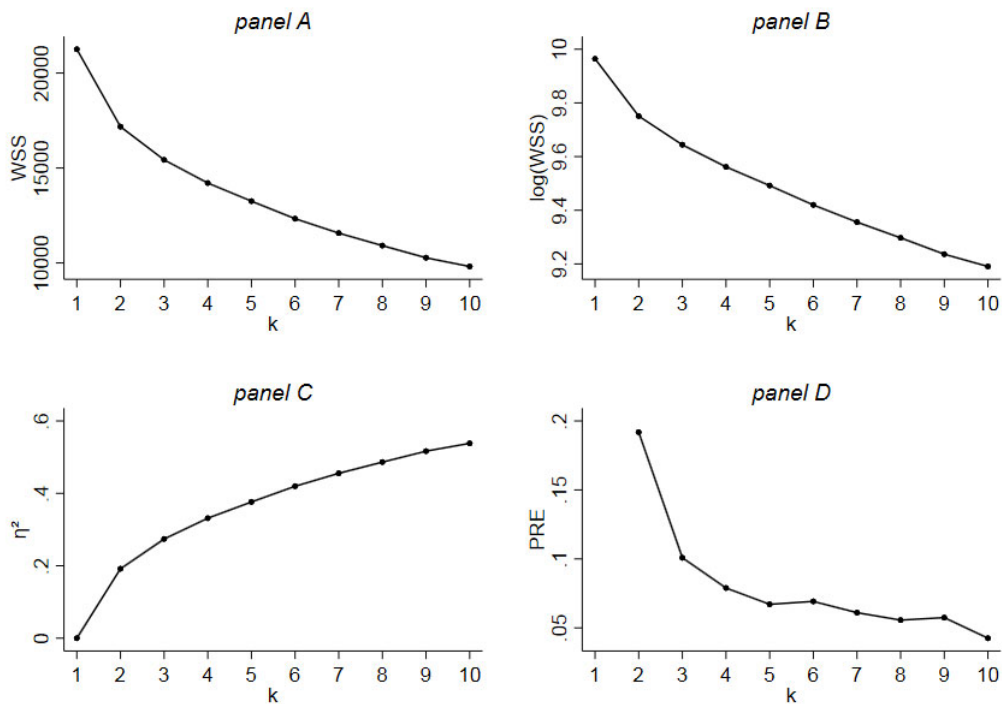 panel A
WSS
20000
15000
10000
1 2 3 4 5 6 7 8 9 10
k
panel B
log(WSS)
10
9.8
9.6
9.4
9.2
1 2 3 4 5 6 7 8 9 10
k
panel C
η²
.6
.4
.2
0
1 2 3 4 5 6 7 8 9 10
k
panel D
PRE
.2
.15
.1
.05
1 2 3 4 5 6 7 8 9 10
k